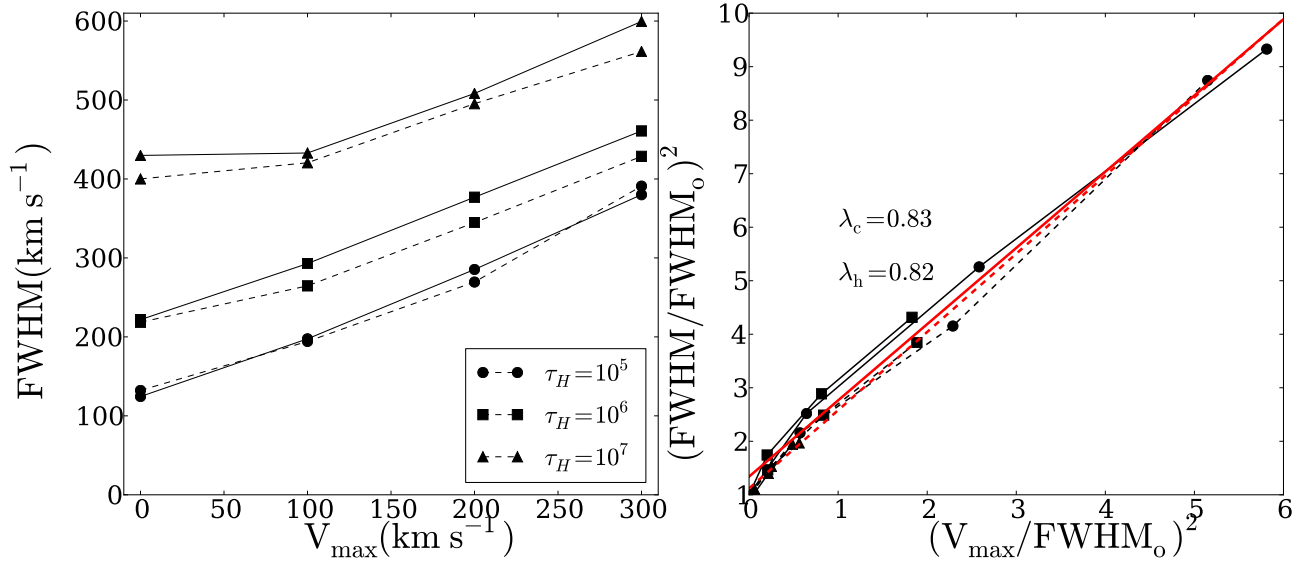 600
500
400
300
200
100
0
FWHM(km s⁻¹)
0 50 100 150 200 250 300
V_max(km s⁻¹)
τ_H=10⁵
τ_H=10⁶
τ_H=10⁷
10
9
8
7
6
5
4
3
2
1
(FWHM/FWHM_o)²
λ_c=0.83
λ_h=0.82
0 1 2 3 4 5 6
(V_max/FWHM_o)²